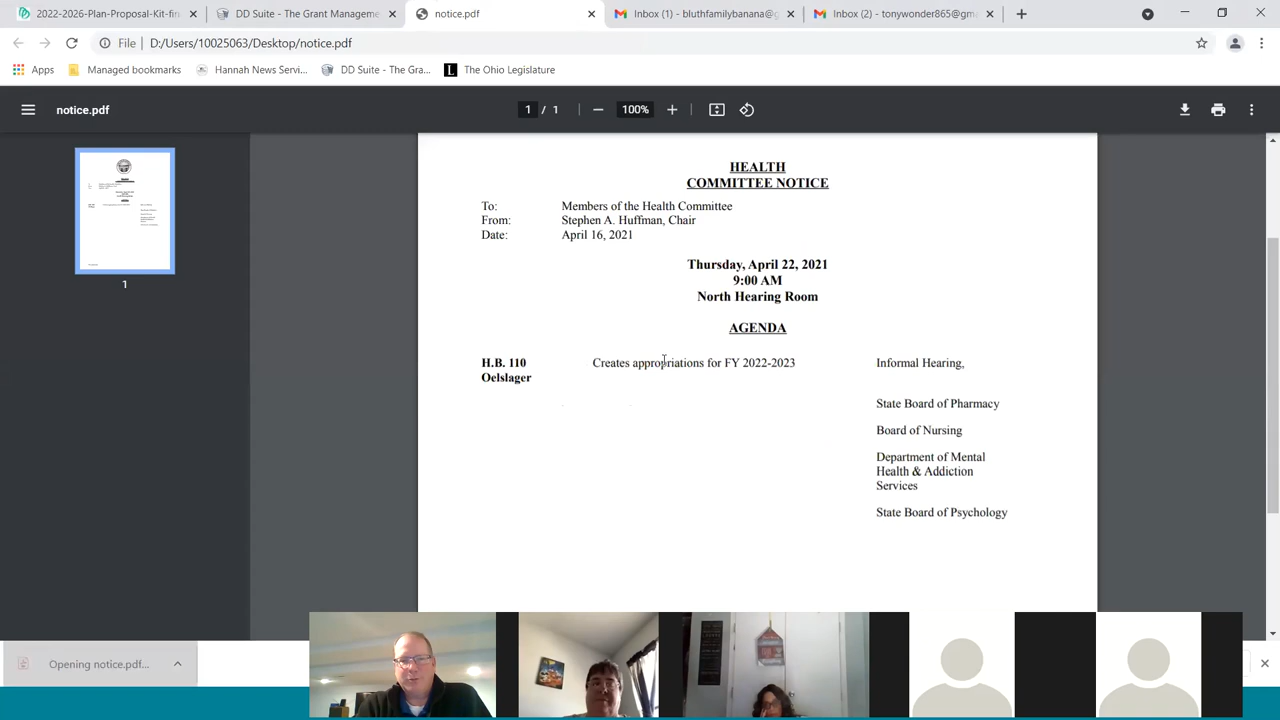 2022-2026-Plan-Proposal-Kit-fin
DD Suite - The Grant Managemen
notice.pdf
Inbox (1) - bluthfamilybanana@g
Inbox (2) - tonywonder865@gm
File
D:/Users/10025063/Desktop/notice.pdf
Apps
Managed bookmarks
Hannah News Servi...
DD Suite - The Gra...
The Ohio Legislature
notice.pdf
1 / 1
100%
1
HEALTH
COMMITTEE NOTICE
To: Members of the Health Committee
From: Stephen A. Huffman, Chair
Date: April 16, 2021
Thursday, April 22, 2021
9:00 AM
North Hearing Room
AGENDA
H.B. 110 Creates appropriations for FY 2022-2023 Informal Hearing,
Oelslager
State Board of Pharmacy
Board of Nursing
Department of Mental
Health & Addiction
Services
State Board of Psychology
Opening notice.pdf...